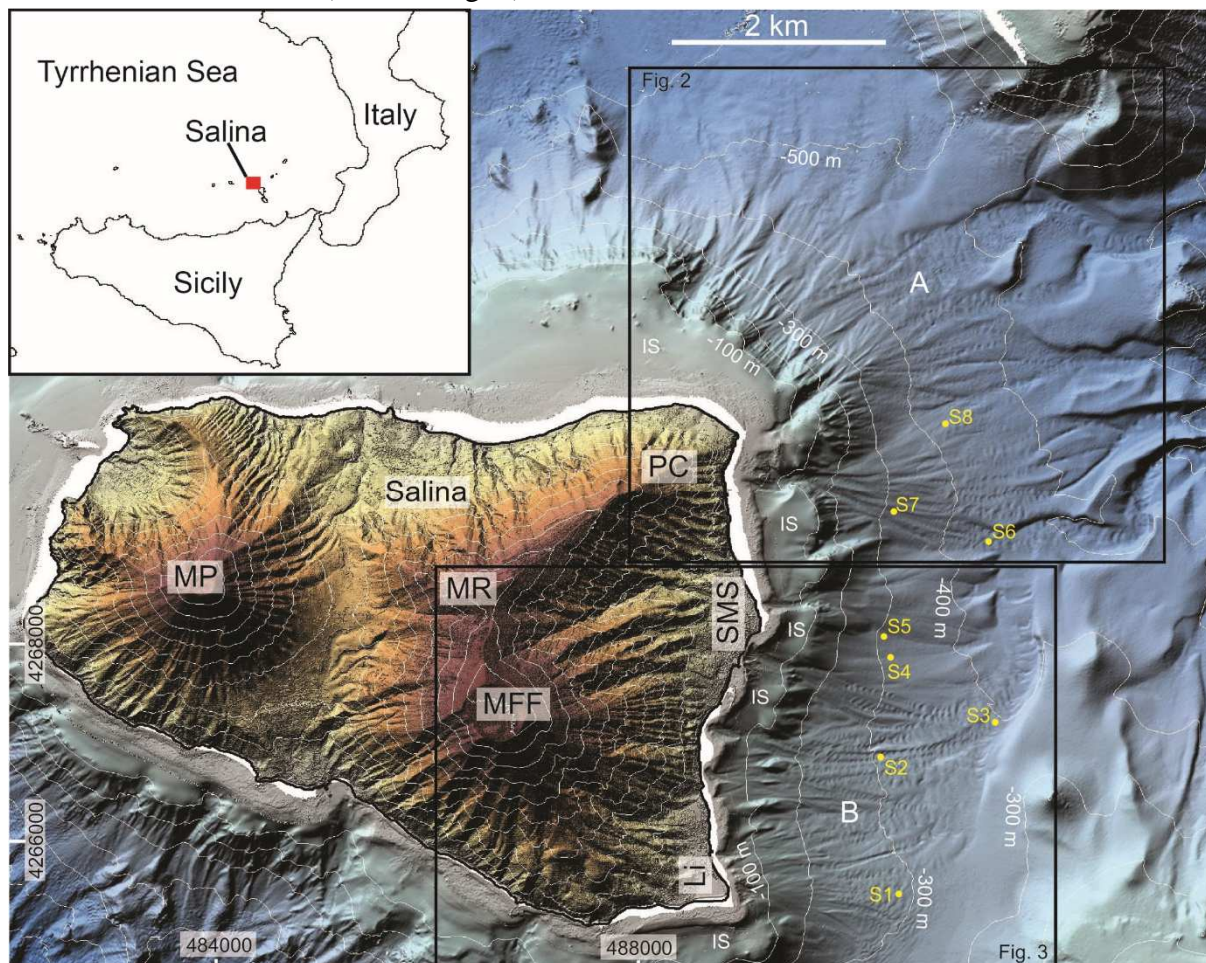 2 km
Fig. 2
Tyrrhenian Sea
Italy
Salina
Sicily
-500 m
A
-300 m
-100 m
IS
S8
PC
Salina
S7
IS
S6
MP
MR
SMS
-400 m
IS
S5
S4
4268000
MFF
IS
S3
S2
-300 m
B
4266000
-100 m
Li
S1
-300 m
484000
488000
IS
Fig. 3